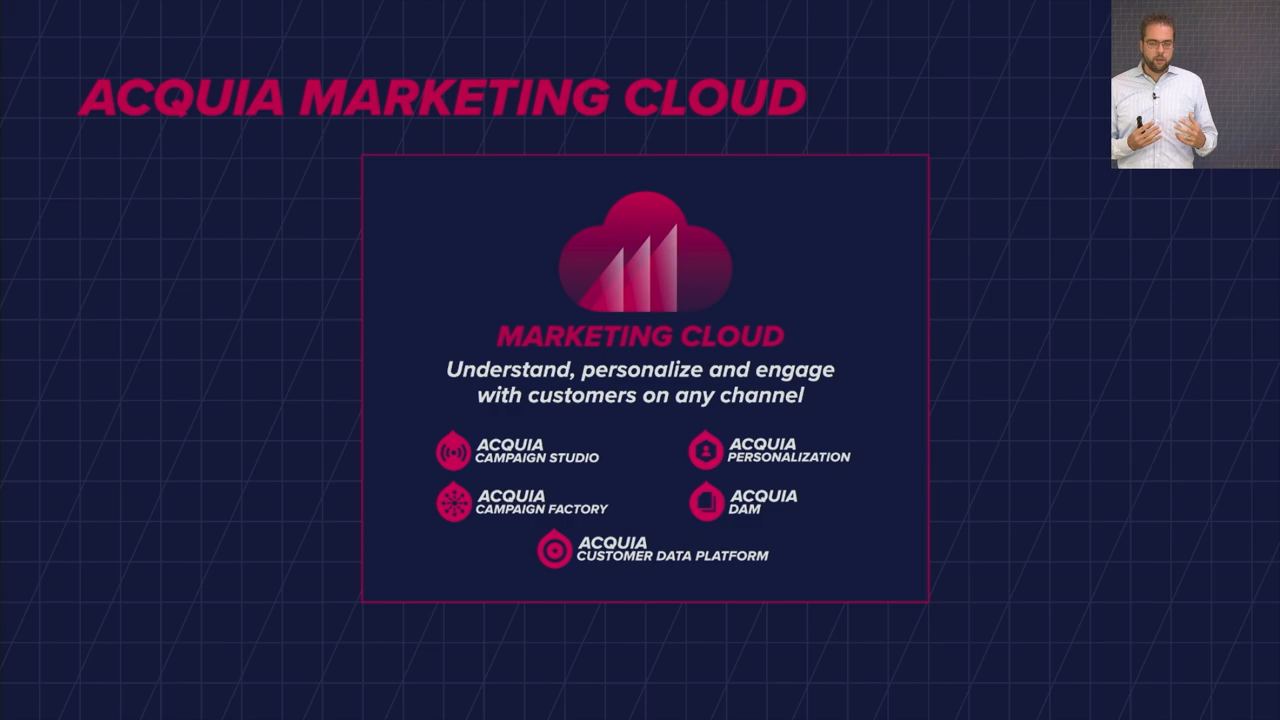 ACQUIA MARKETING CLOUD
MARKETING CLOUD
Understand, personalize and engage
with customers on any channel
ACQUIA
CAMPAIGN STUDIO
ACQUIA
PERSONALIZATION
ACQUIA
CAMPAIGN FACTORY
ACQUIA
DAM
ACQUIA
CUSTOMER DATA PLATFORM